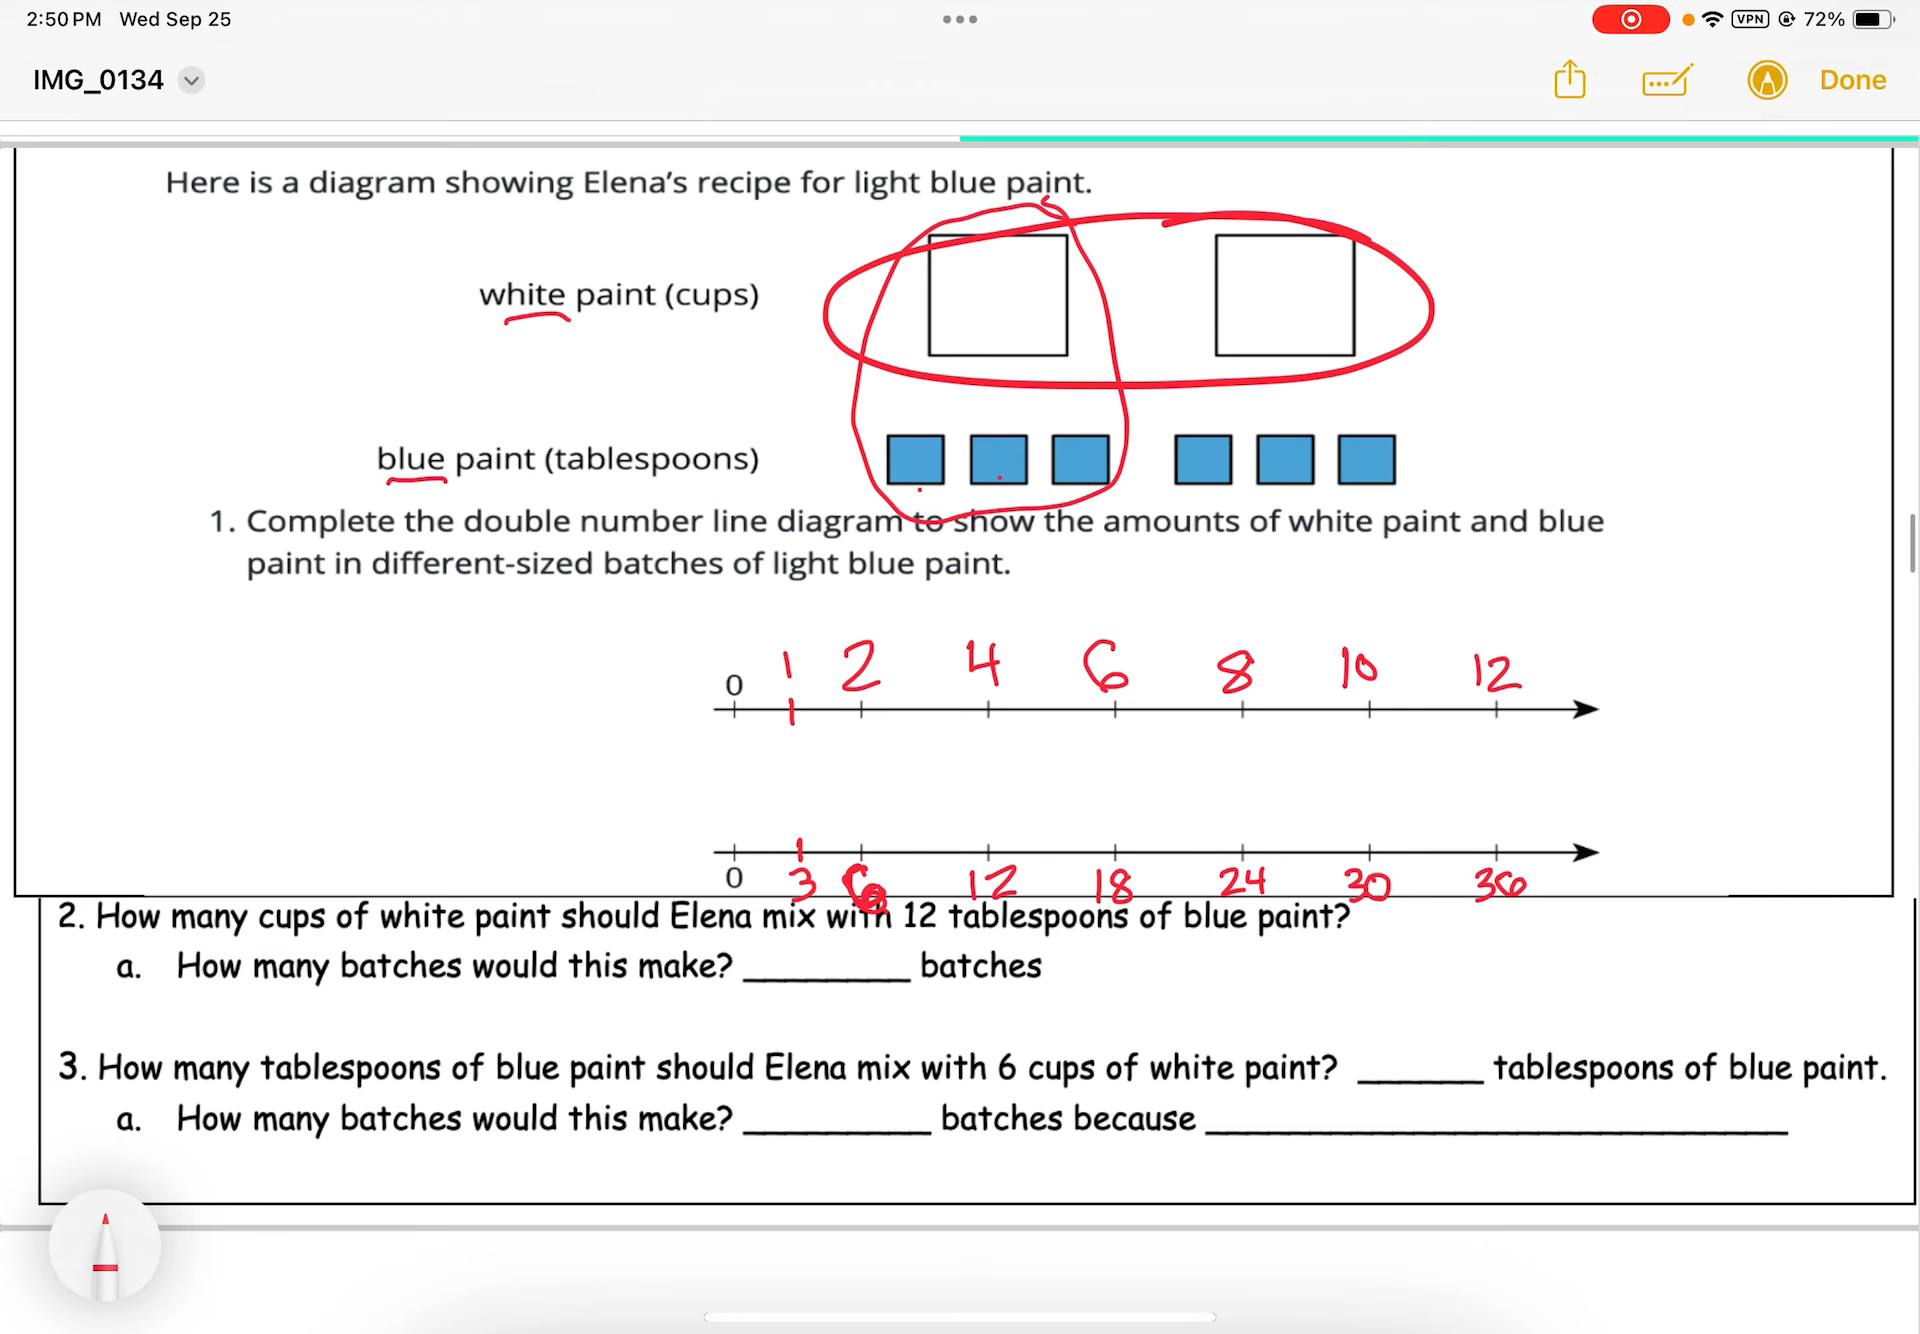 2:50 PM Wed Sep 25
VPN 72%
IMG_0134
Done
Here is a diagram showing Elena's recipe for light blue paint.
white paint (cups)
blue paint (tablespoons)
1. Complete the double number line diagram to show the amounts of white paint and blue
paint in different-sized batches of light blue paint.
0 1 2 4 6 8 10 12
0 3 6 12 18 24 30 36
2. How many cups of white paint should Elena mix with 12 tablespoons of blue paint?
a. How many batches would this make? ________ batches
3. How many tablespoons of blue paint should Elena mix with 6 cups of white paint? ______ tablespoons of blue paint.
a. How many batches would this make? _________ batches because ____________________________